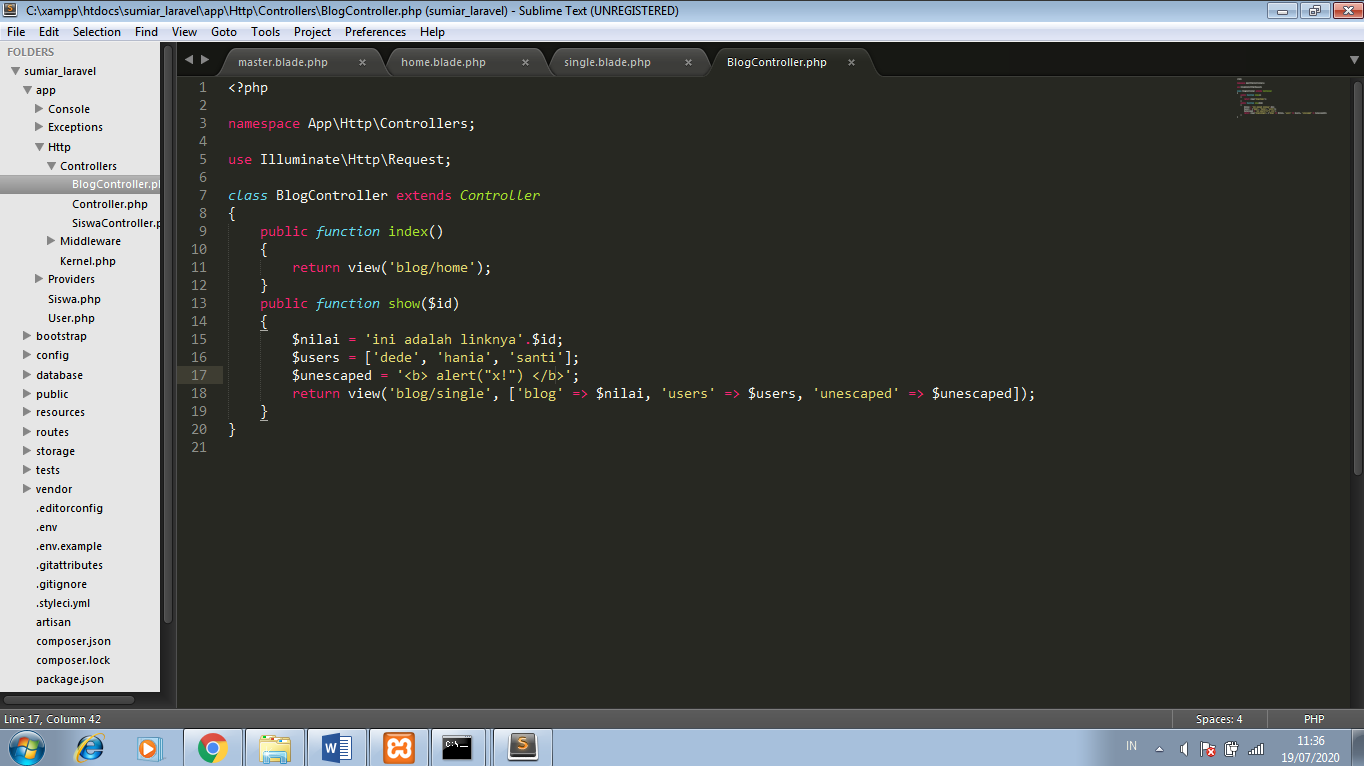 C:\xampp\htdocs\sumiar_laravel\app\Http\Controllers\BlogController.php (sumiar_laravel) - Sublime Text (UNREGISTERED)
File Edit Selection Find View Goto Tools Project Preferences Help
FOLDERS
sumiar_laravel
app
Console
Exceptions
Http
Controllers
BlogController.pl
Controller.php
SiswaController.p
Middleware
Kernel.php
Providers
Siswa.php
User.php
bootstrap
config
database
public
resources
routes
storage
tests
vendor
.editorconfig
.env
.env.example
.gitattributes
.gitignore
.styleci.yml
artisan
composer.json
composer.lock
package.json
master.blade.php × home.blade.php × single.blade.php × BlogController.php ×
1 <?php
2
3 namespace App\Http\Controllers;
4
5 use Illuminate\Http\Request;
6
7 class BlogController extends Controller
8 {
9 public function index()
10 {
11 return view('blog/home');
12 }
13 public function show($id)
14 {
15 $nilai = 'ini adalah linknya'.$id;
16 $users = ['dede', 'hania', 'santi'];
17 $unescaped = '<b> alert("x!") </b>';
18 return view('blog/single', ['blog' => $nilai, 'users' => $users, 'unescaped' => $unescaped]);
19 }
20 }
21
Line 17, Column 42 Spaces: 4 PHP
IN 11:36
19/07/2020